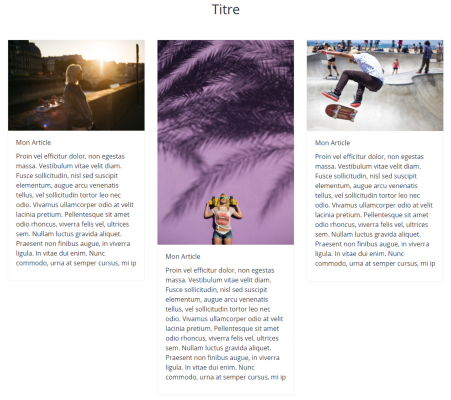 Titre
Mon Article
Proin vel efficitur dolor, non egestas
massa. Vestibulum vitae velit diam.
Fusce sollicitudin, nisl sed suscipit
elementum, augue arcu venenatis
tellus, vel sollicitudin tortor leo nec
odio. Vivamus ullamcorper odio at velit
lacinia pretium. Pellentesque sit amet
odio rhoncus, viverra felis vel, ultrices
sem. Nullam luctus gravida aliquet.
Praesent non finibus augue, in viverra
ligula. In vitae dui enim. Nunc
commodo, urna at semper cursus, mi ip
Mon Article
Proin vel efficitur dolor, non egestas
massa. Vestibulum vitae velit diam.
Fusce sollicitudin, nisl sed suscipit
elementum, augue arcu venenatis
tellus, vel sollicitudin tortor leo nec
odio. Vivamus ullamcorper odio at velit
lacinia pretium. Pellentesque sit amet
odio rhoncus, viverra felis vel, ultrices
sem. Nullam luctus gravida aliquet.
Praesent non finibus augue, in viverra
ligula. In vitae dui enim. Nunc
commodo, urna at semper cursus, mi ip
Mon Article
Proin vel efficitur dolor, non egestas
massa. Vestibulum vitae velit diam.
Fusce sollicitudin, nisl sed suscipit
elementum, augue arcu venenatis
tellus, vel sollicitudin tortor leo nec
odio. Vivamus ullamcorper odio at velit
lacinia pretium. Pellentesque sit amet
odio rhoncus, viverra felis vel, ultrices
sem. Nullam luctus gravida aliquet.
Praesent non finibus augue, in viverra
ligula. In vitae dui enim. Nunc
commodo, urna at semper cursus, mi ip